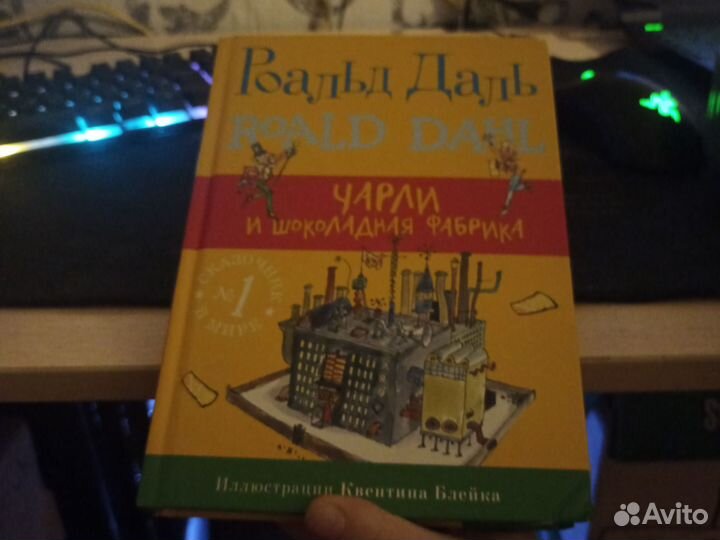 Роальд Даль
ROALD DAHL
ЧАРЛИ
И ШОКОЛАДНАЯ ФАБРИКА
СКАЗОЧНИК
№1
В МИРЕ
Иллюстрации Квентина Блейка
Avito